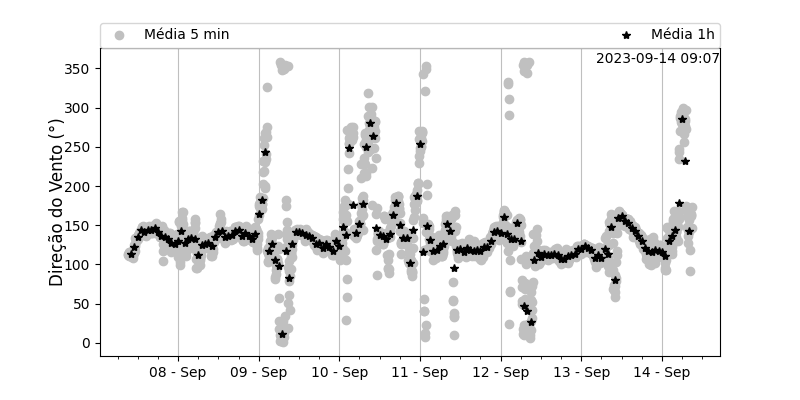 Média 5 min
Média 1h
2023-09-14 09:07
Direção do Vento (°)
350
300
250
200
150
100
50
0
08 - Sep
09 - Sep
10 - Sep
11 - Sep
12 - Sep
13 - Sep
14 - Sep